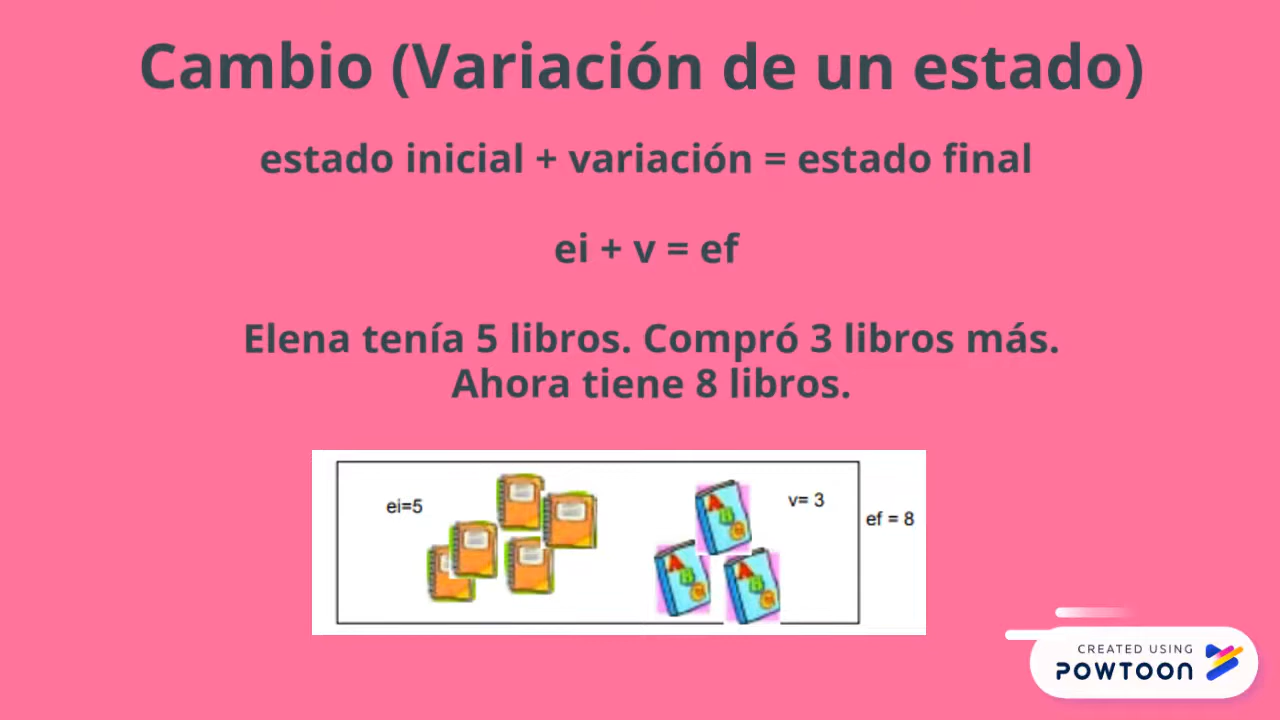 Cambio (Variación de un estado)
estado inicial + variación = estado final
ei + v = ef
Elena tenía 5 libros. Compró 3 libros más.
Ahora tiene 8 libros.
ei=5
v= 3
ef = 8
CREATED USING
POWTOON